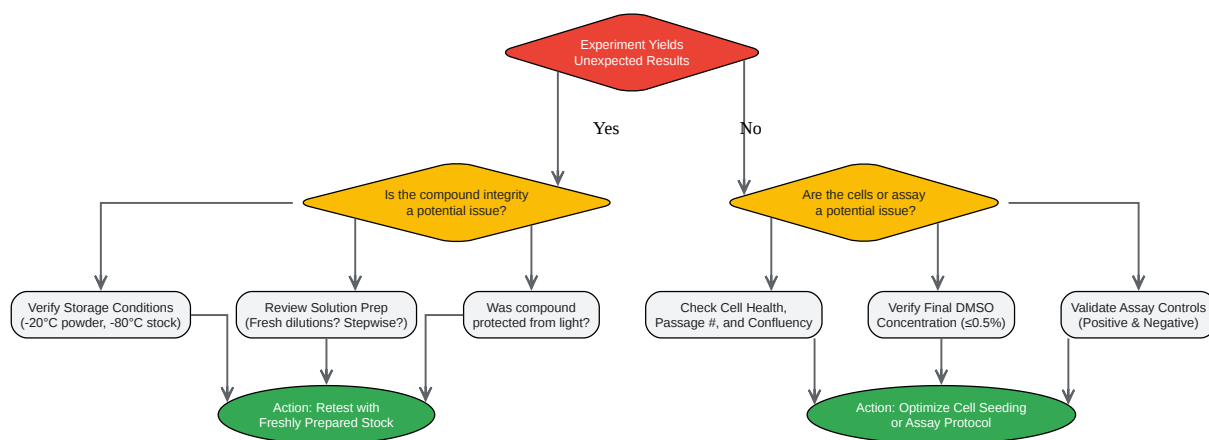 Experiment Yields
Unexpected Results
Yes
No
Is the compound integrity
a potential issue?
Are the cells or assay
a potential issue?
Verify Storage Conditions
(-20°C powder, -80°C stock)
Review Solution Prep
(Fresh dilutions? Stepwise?)
Was compound
protected from light?
Check Cell Health,
Passage #, and Confluency
Verify Final DMSO
Concentration (≤0.5%)
Validate Assay Controls
(Positive & Negative)
Action: Retest with
Freshly Prepared Stock
Action: Optimize Cell Seeding
or Assay Protocol